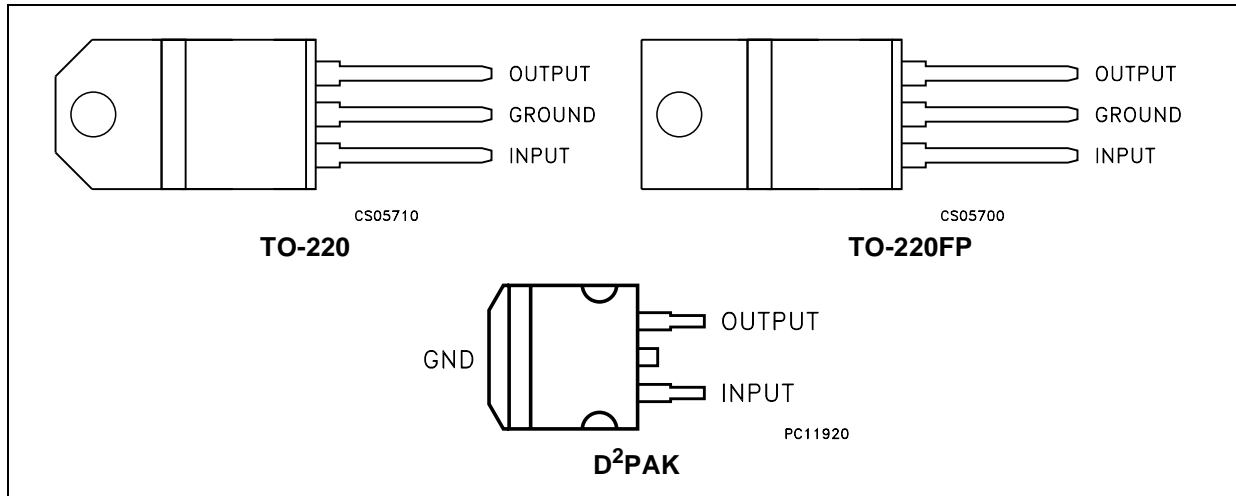 OUTPUT
GROUND
INPUT
CS05710
TO-220
OUTPUT
GROUND
INPUT
CS05700
TO-220FP
GND
OUTPUT
INPUT
PC11920
D²PAK